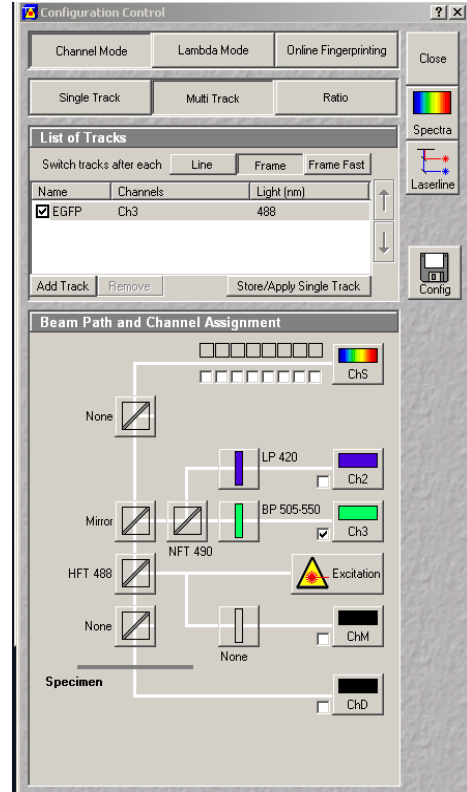 Configuration Control
Channel Mode Lambda Mode Online Fingerprinting
Close
Single Track Multi Track Ratio
Spectra
List of Tracks
Switch tracks after each Line Frame Frame Fast
Laserline
Name Channels Light (nm)
EGFP Ch3 488
Add Track Remove Store/Apply Single Track
Config
Beam Path and Channel Assignment
ChS
None
LP 420
Ch2
BP 505-550
Mirror
Ch3
NFT 490
HFT 488
Excitation
None
ChM
None
Specimen
ChD